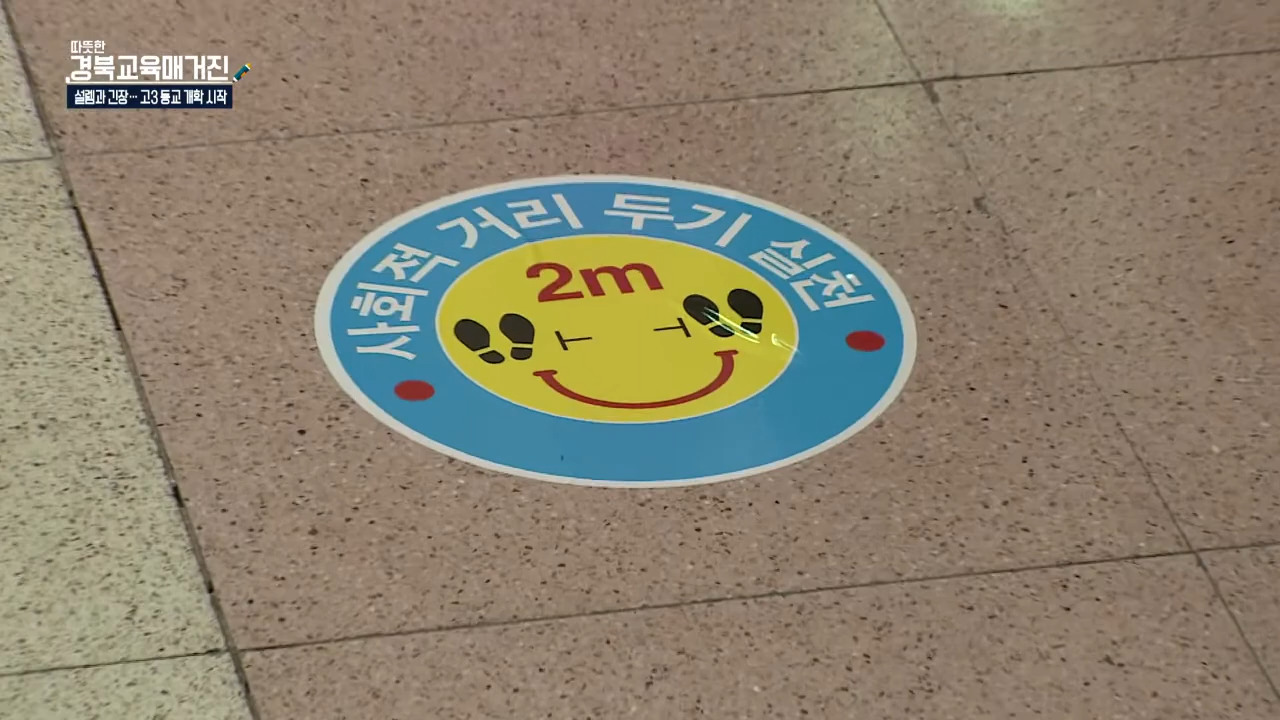 따뜻한
경북교육매거진
설렘과 긴장… 고3 등교 개학 시작
사회적 거리 두기 실천
2m